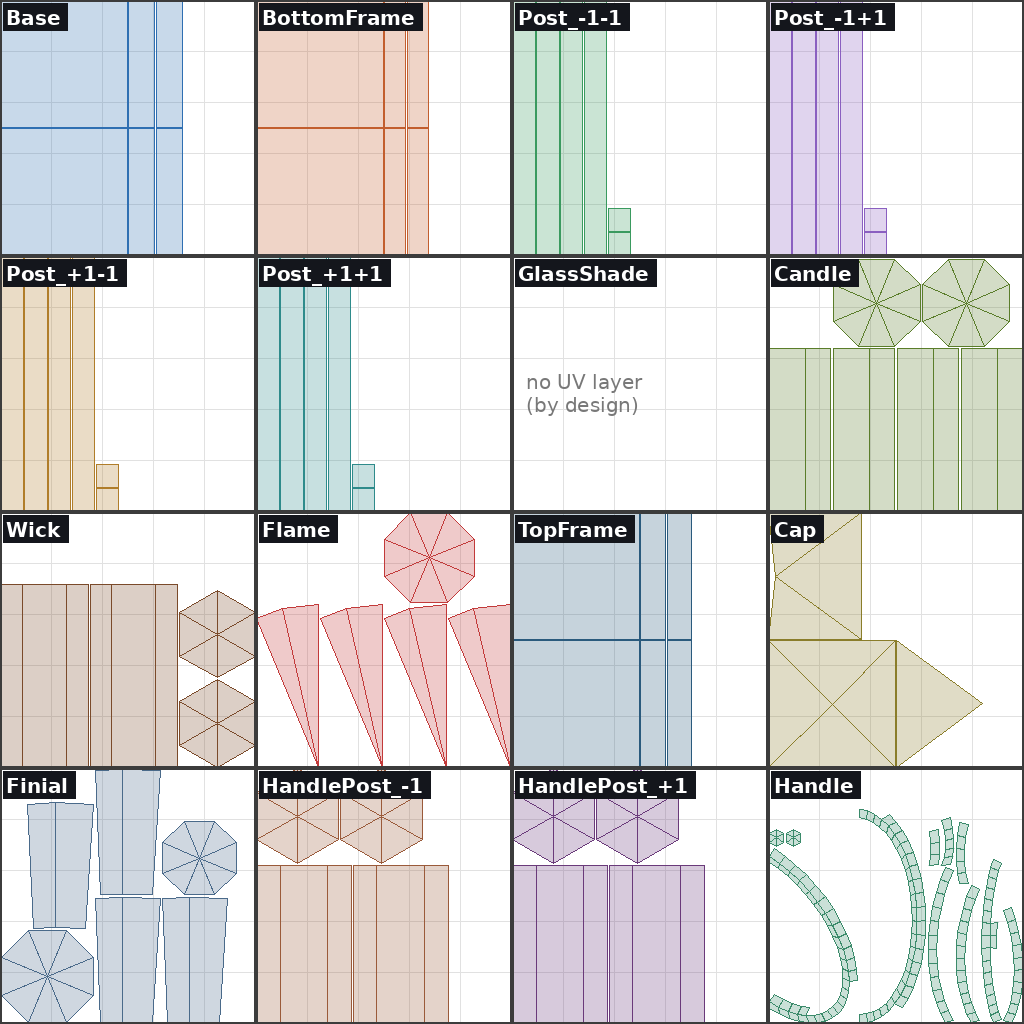 Base
BottomFrame
Post_-1-1
Post_-1+1
Post_+1-1
Post_+1+1
GlassShade
no UV layer
(by design)
Candle
Wick
Flame
TopFrame
Cap
Finial
HandlePost_-1
HandlePost_+1
Handle